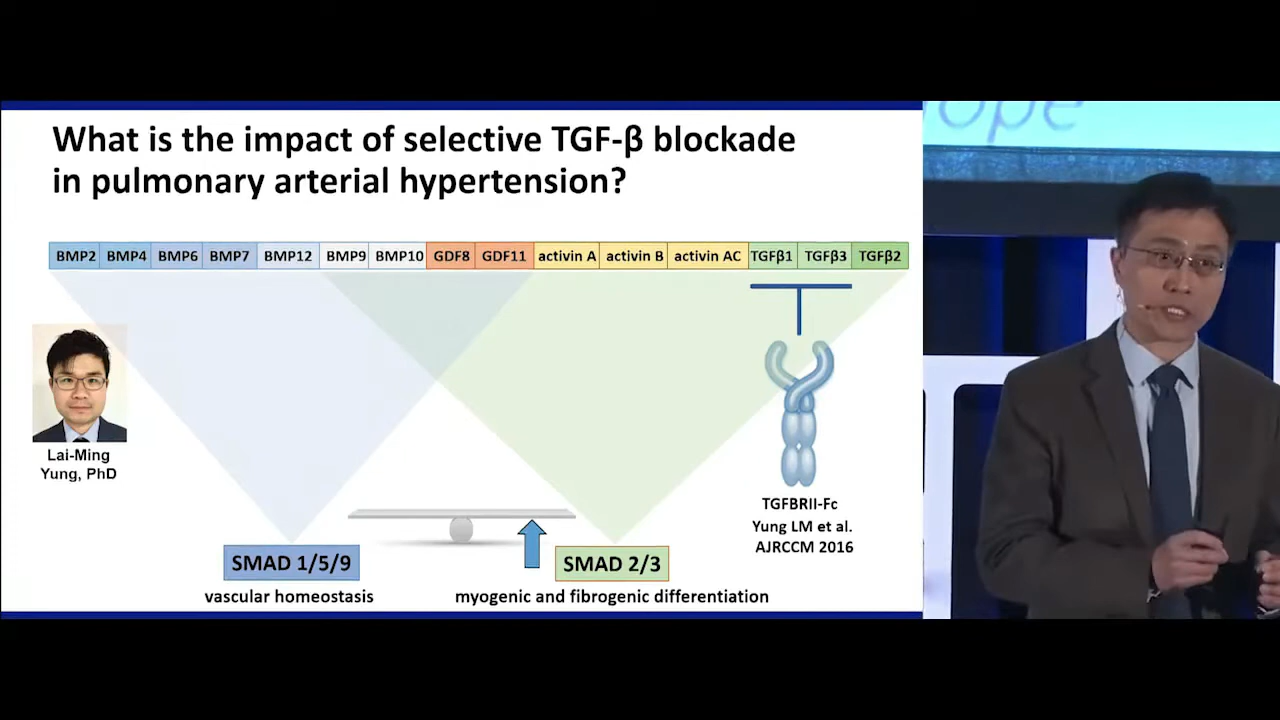 What is the impact of selective TGF-β blockade
in pulmonary arterial hypertension?
BMP2 BMP4 BMP6 BMP7 BMP12 BMP9 BMP10 GDF8 GDF11 activin A activin B activin AC TGFβ1 TGFβ3 TGFβ2
Lai-Ming
Yung, PhD
TGFBRII-Fc
Yung LM et al.
AJRCCM 2016
SMAD 1/5/9
SMAD 2/3
vascular homeostasis
myogenic and fibrogenic differentiation